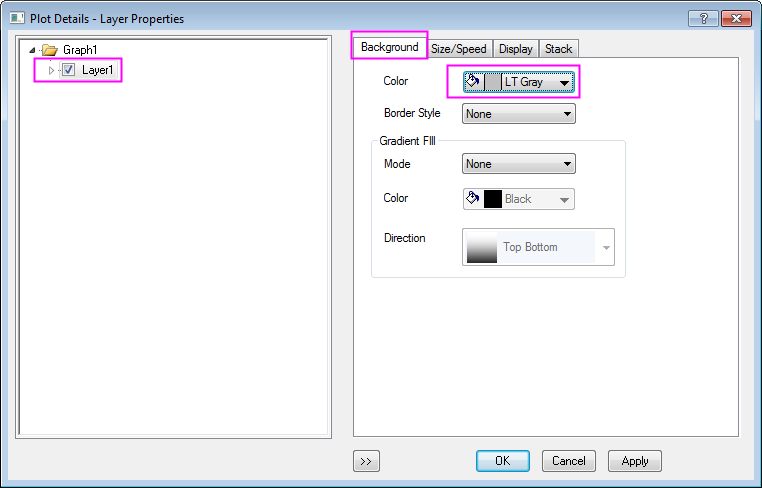 Plot Details - Layer Properties
?
Graph1
Layer1
Background
Size/Speed
Display
Stack
Color
LT Gray
Border Style
None
Gradient FIll
Mode
None
Color
Black
Direction
Top Bottom
>>
OK
Cancel
Apply